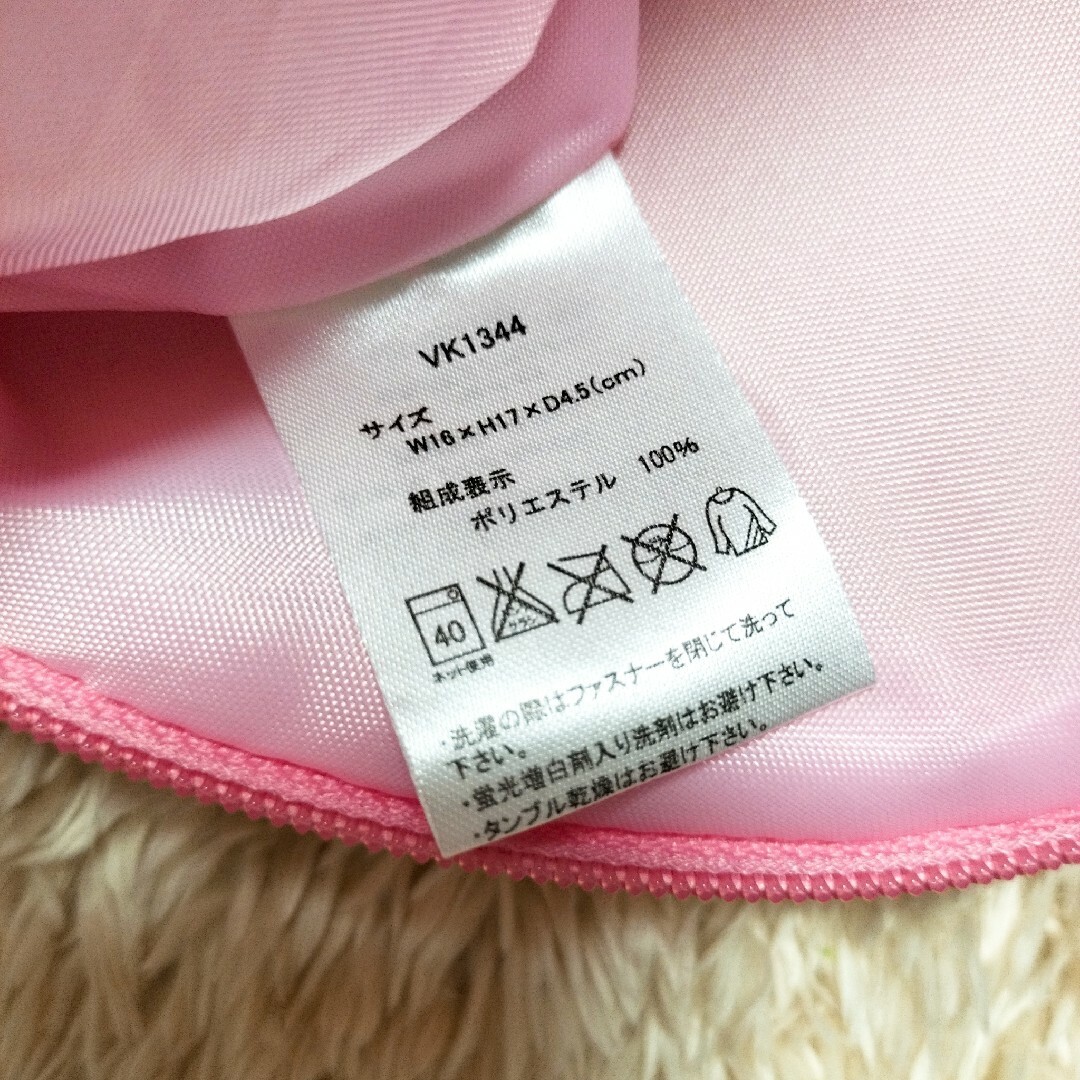 VK1344
サイズ
W16×H17×D4.5(cm)
組成表示
ポリエステル 100%
40
ネット使用
サラシ
・洗濯の際はファスナーを閉じて洗って
下さい。
・蛍光増白剤入り洗剤はお避け下さい。
・タンブル乾燥はお避け下さい。